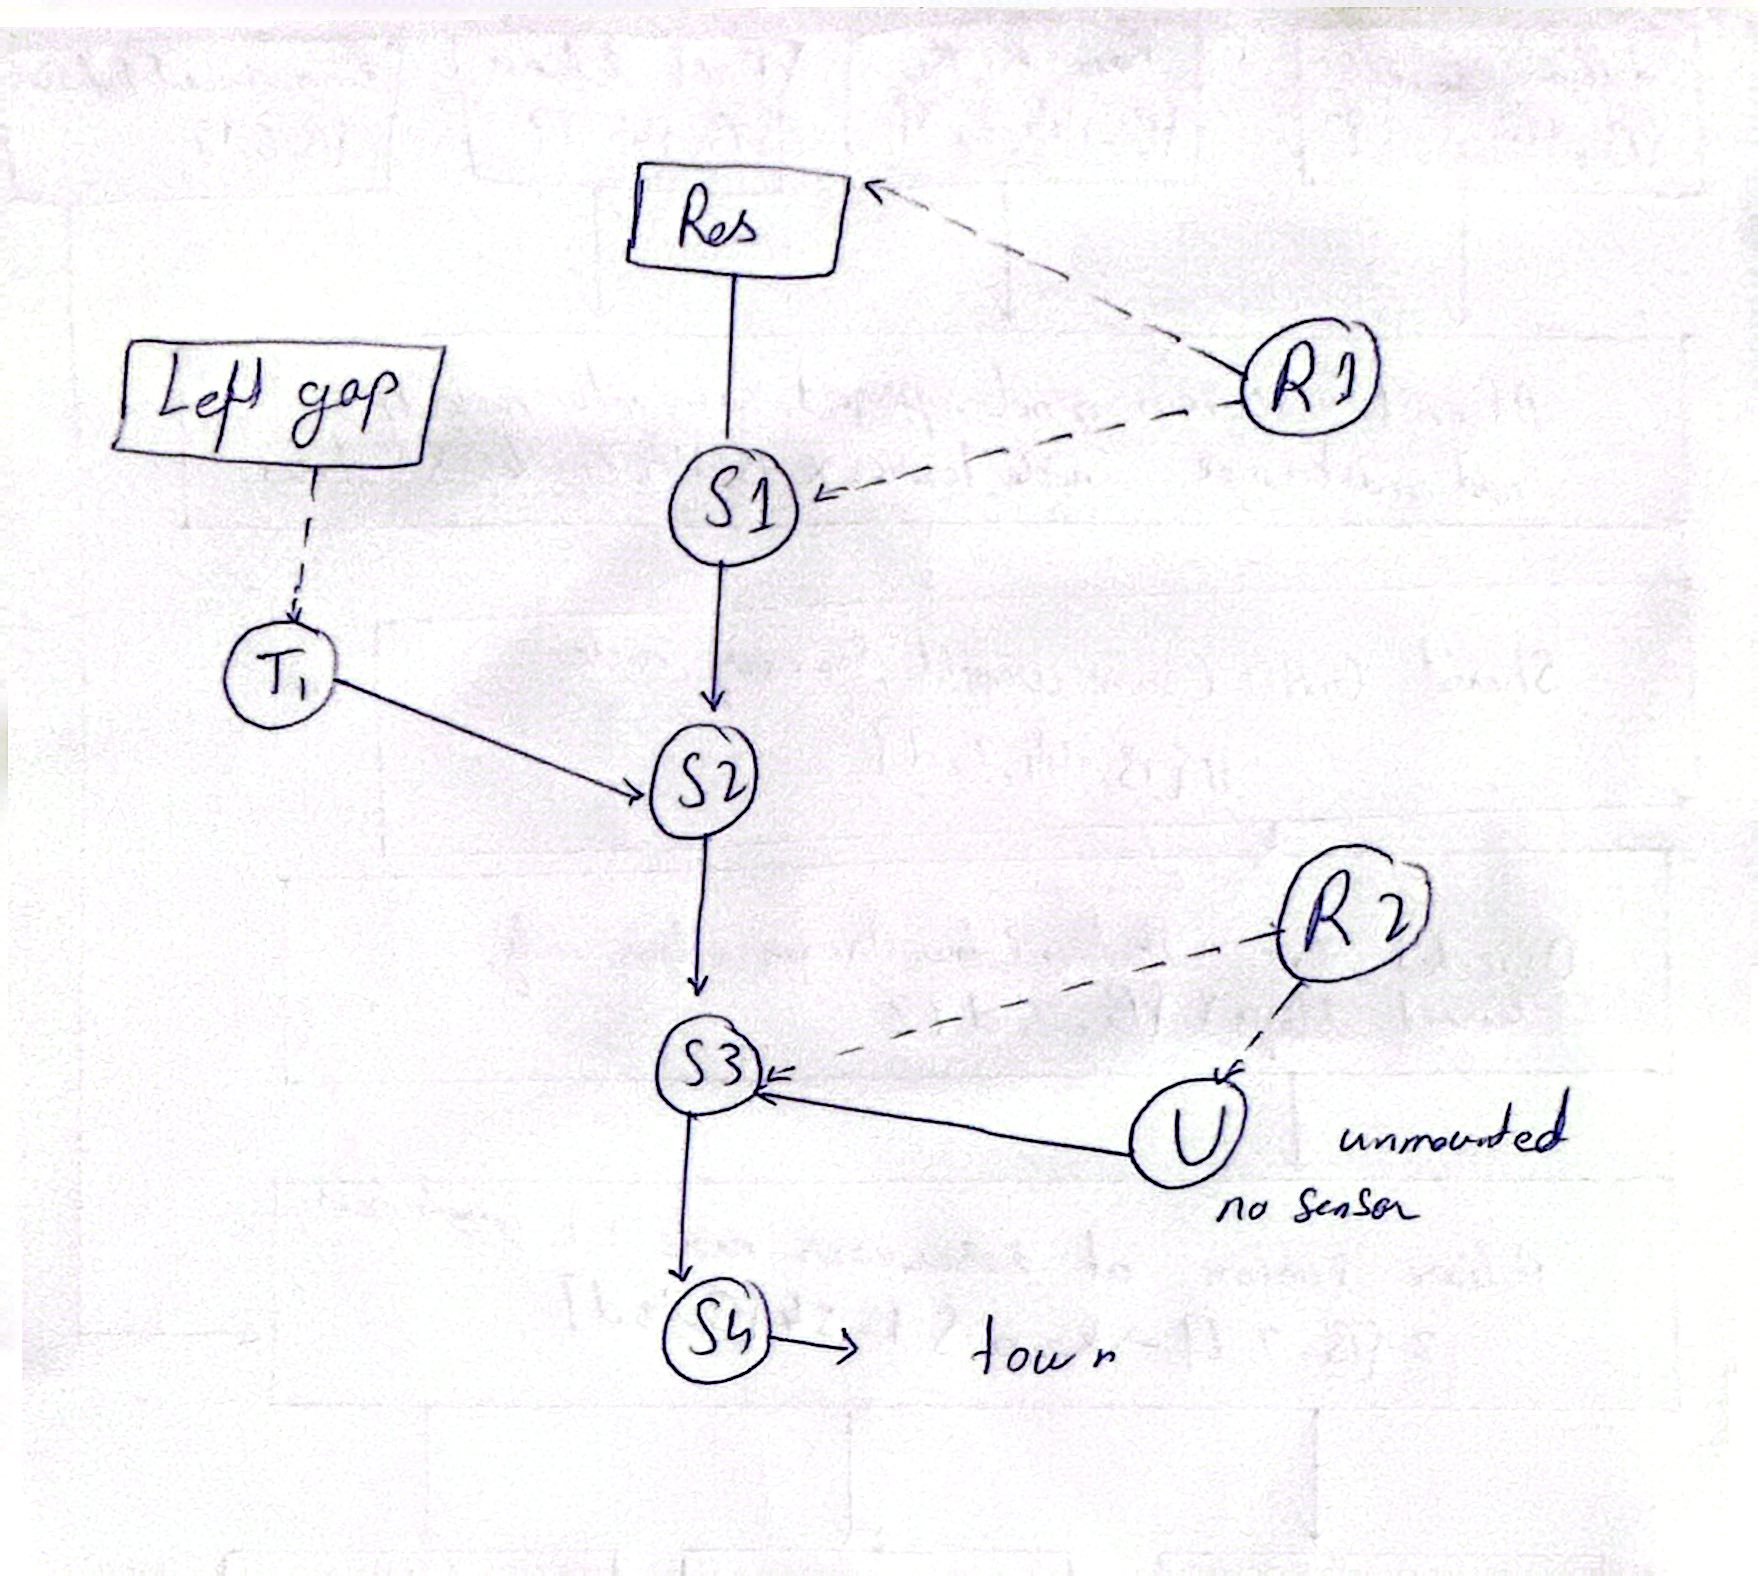 Res
R1
Left gap
S1
T1
S2
R2
S3
U
unmounted
no sensor
S4
town